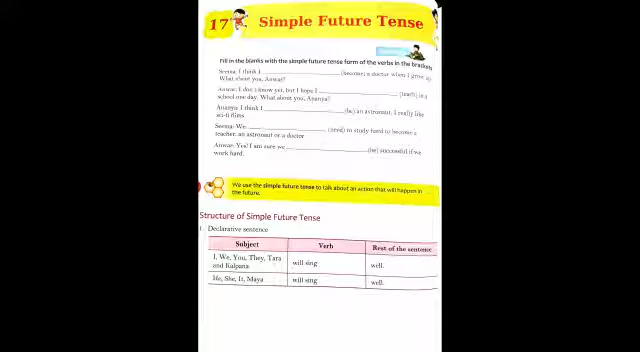 17 Simple Future Tense
Fill in the blanks with the simple future tense form of the verbs in the brackets
Seema: I think I ____________ (become) a doctor when I grow up.
What about you, Anwar?
Anwar: I don't know yet, but I hope I ____________ (teach) in a
school one day. What about you, Ananya?
Ananya: I think I ____________ (be) an astronaut. I really like
sci-fi films
Seema: We ____________ (need) to study hard to become a
teacher, an astronaut or a doctor
Anwar: Yes! I am sure we ____________ (be) successful if we
work hard.
We use the simple future tense to talk about an action that will happen in
the future.
Structure of Simple Future Tense
1. Declarative sentence
Subject Verb Rest of the sentence
I, We, You, They, Tara
and Kalpana will sing well.
He, She, It, Maya will sing well.